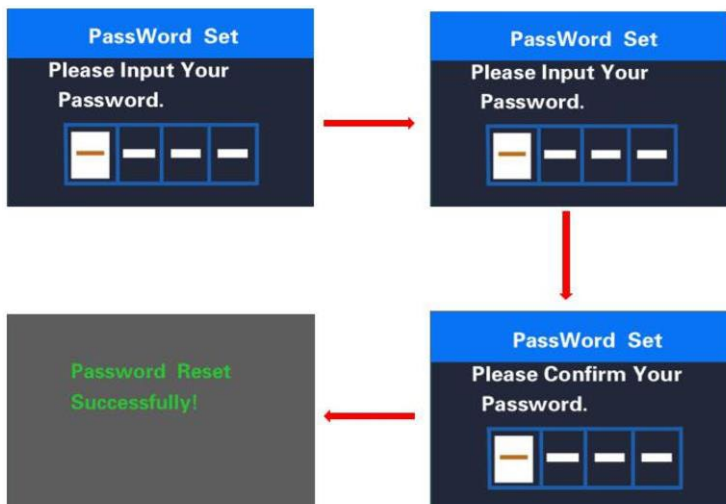 PassWord Set
Please Input Your
Password.
PassWord Set
Please Input Your
Password.
PassWord Set
Please Confirm Your
Password.
Password Reset
Successfully!